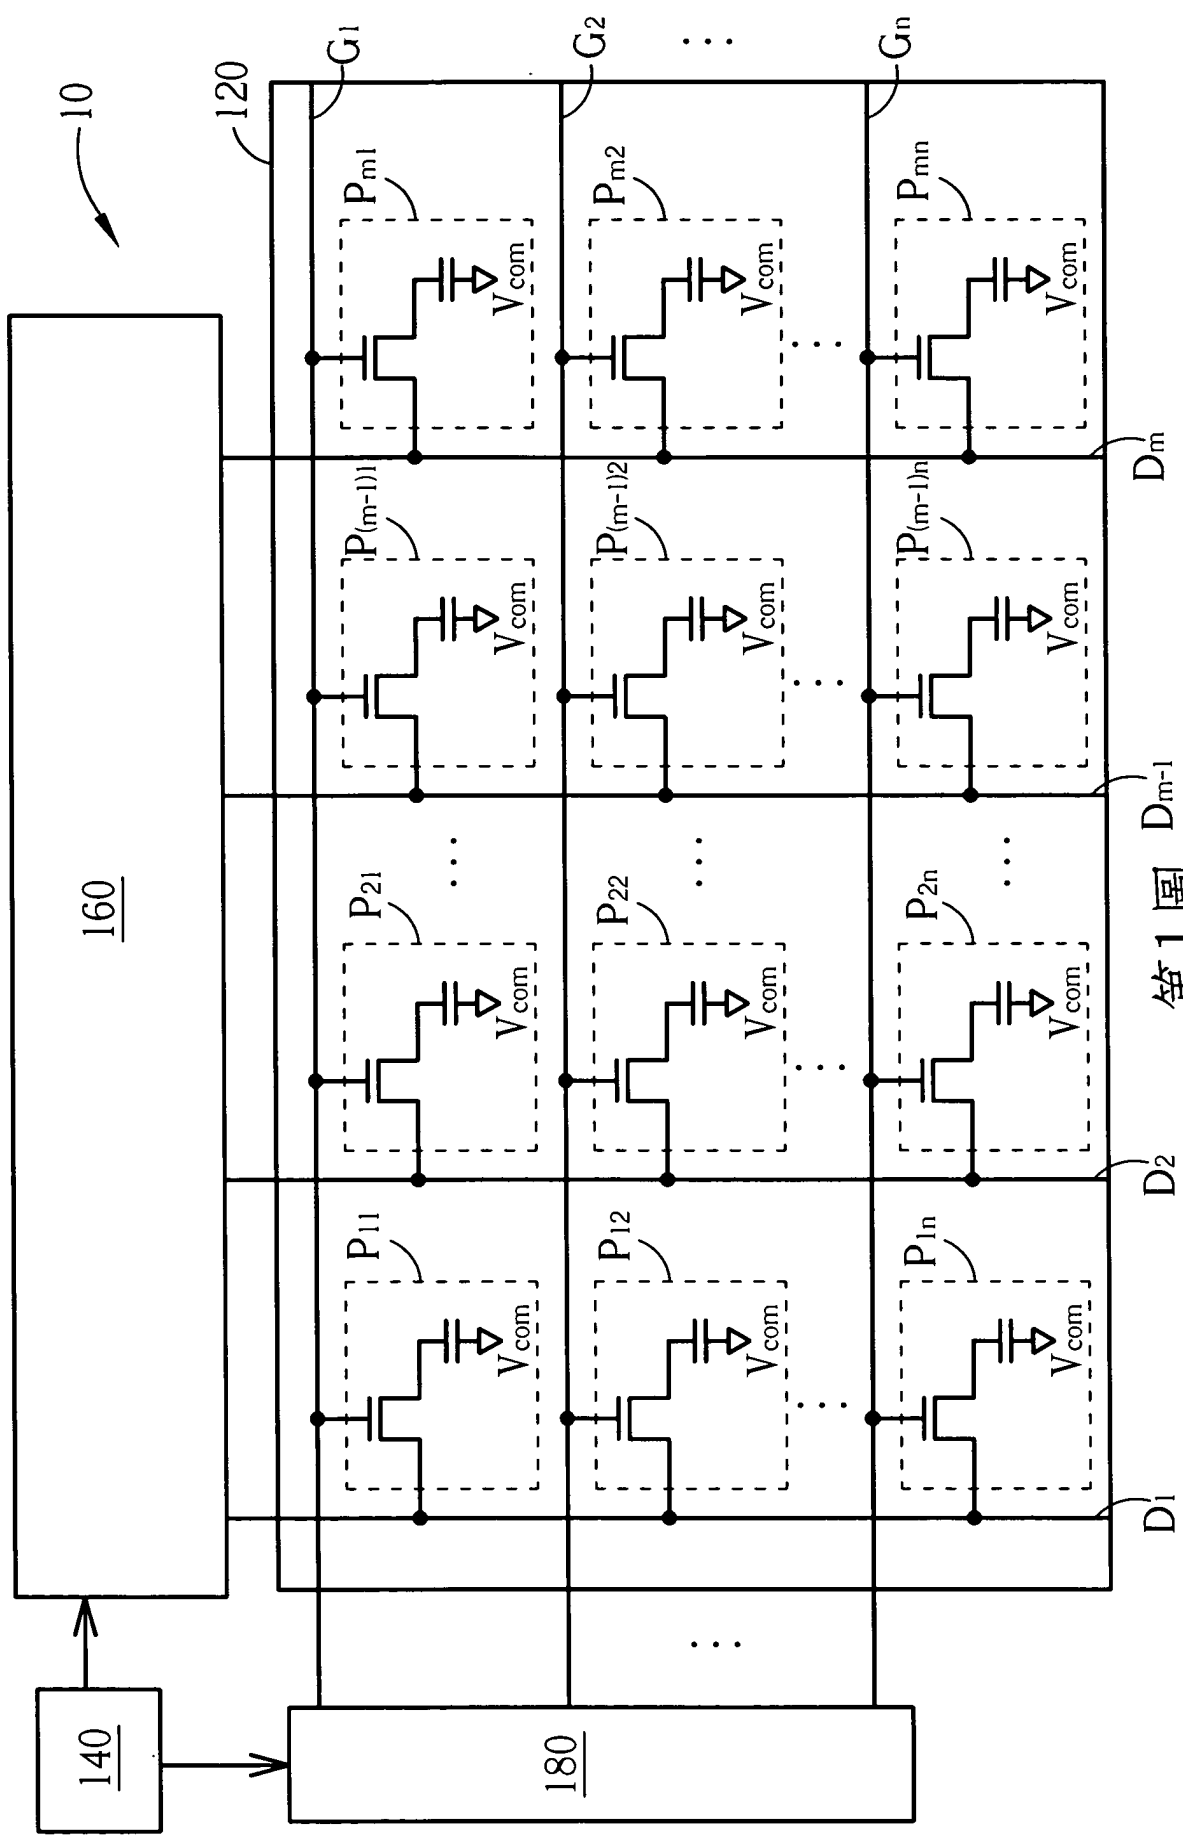 10
140
160
120
180
G1
P11
Vcom
P21
Vcom
P(m-1)1
Vcom
Pm1
Vcom
G2
P12
Vcom
P22
Vcom
P(m-1)2
Vcom
Pm2
Vcom
Gn
P1n
Vcom
P2n
Vcom
P(m-1)n
Vcom
Pmn
Vcom
D1
D2
Dm-1
Dm
第1圖